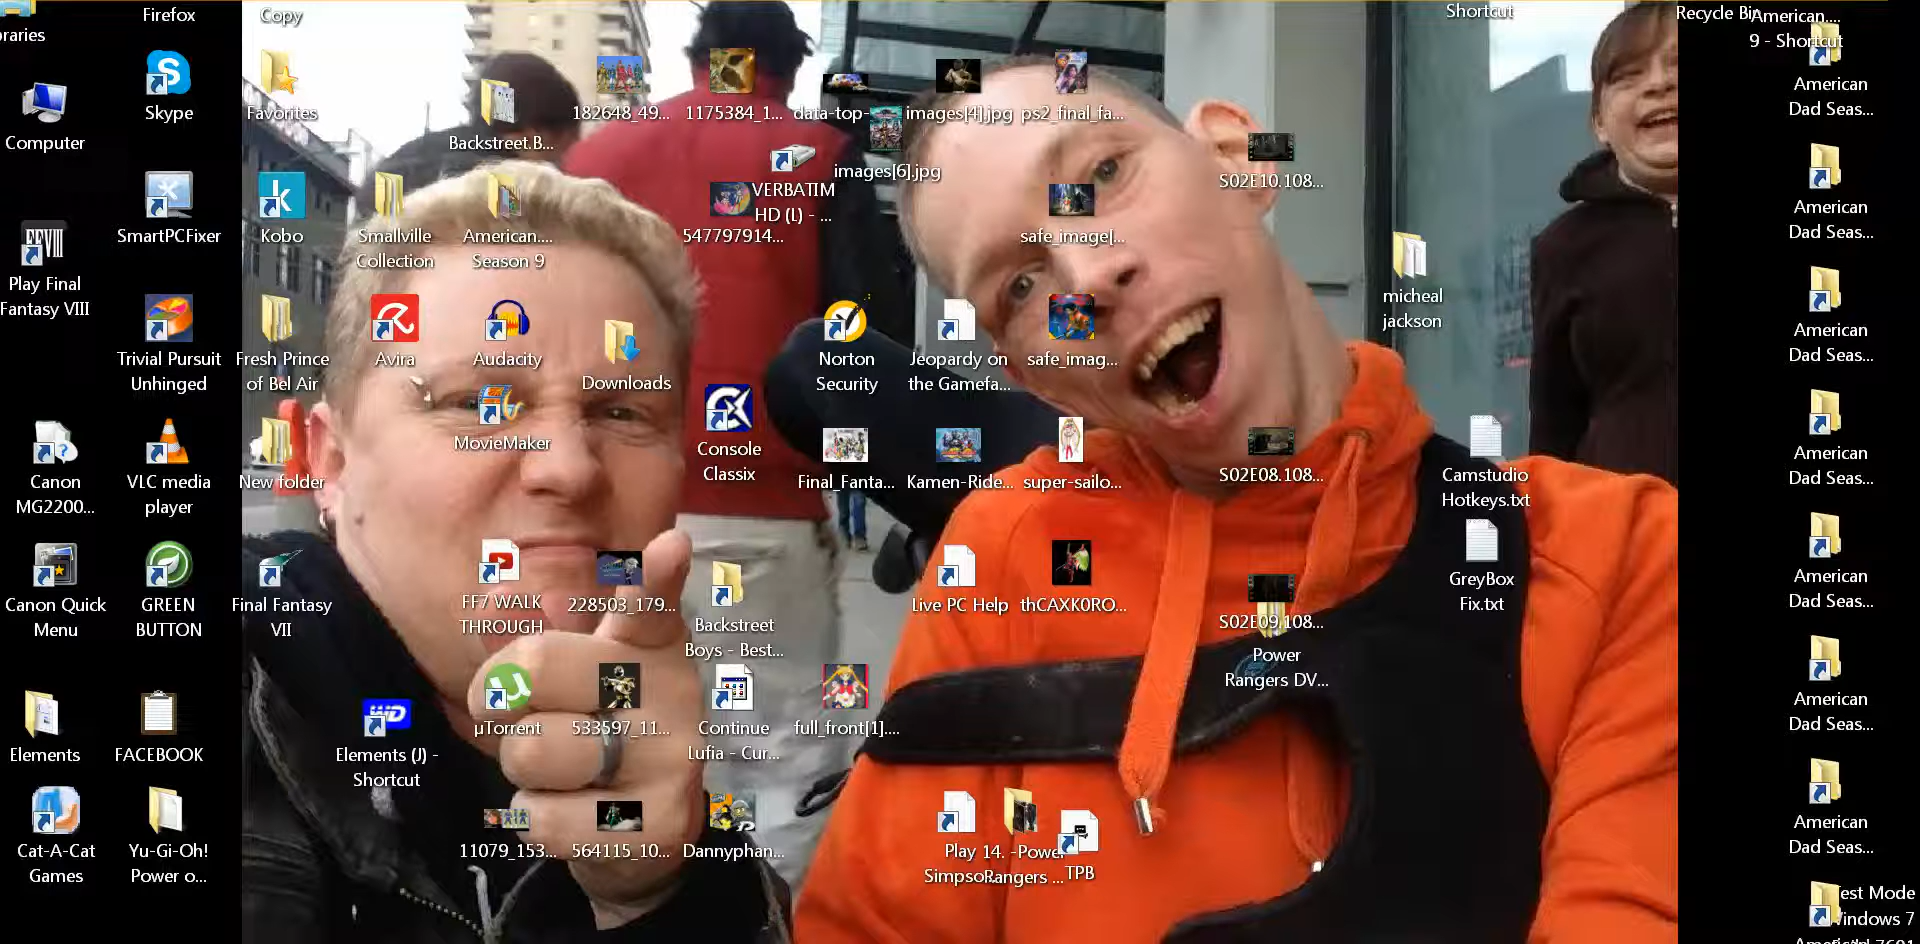 Firefox
Copy
Shortcut
Recycle Bin
American....
9 - Shortcut
Computer
Skype
Favorites
Backstreet.B...
182648_49...
1175384_1...
data-top-
images[4].jpg
ps2_final_fa...
American
Dad Seas...
images[6].jpg
S02E10.108...
VERBATIM
HD (L) - ...
SmartPCFixer
Kobo
Smallville
Collection
American....
Season 9
547797914...
safe_image[...
American
Dad Seas...
Play Final
Fantasy VIII
micheal
jackson
Trivial Pursuit
Unhinged
Fresh Prince
of Bel Air
Avira
Audacity
Downloads
Norton
Security
Jeopardy on
the Gamefa...
safe_imag...
American
Dad Seas...
MovieMaker
Console
Classix
Canon
MG2200...
VLC media
player
New folder
Final_Fanta...
Kamen-Ride...
super-sailo...
S02E08.108...
Camstudio
Hotkeys.txt
American
Dad Seas...
Canon Quick
Menu
GREEN
BUTTON
Final Fantasy
VII
FF7 WALK
THROUGH
228503_179...
Backstreet
Boys - Best...
Live PC Help
thCAXK0RO...
S02E09.108...
GreyBox
Fix.txt
American
Dad Seas...
Power
Rangers DV...
Elements
FACEBOOK
Elements (J) -
Shortcut
µTorrent
533597_11...
Continue
Lufia - Cur...
full_front[1]....
American
Dad Seas...
Cat-A-Cat
Games
Yu-Gi-Oh!
Power o...
11079_153...
564115_10...
Dannyphan...
Play
14. -Power
Rangers ...
TPB
American
Dad Seas...
Test Mode
Windows 7